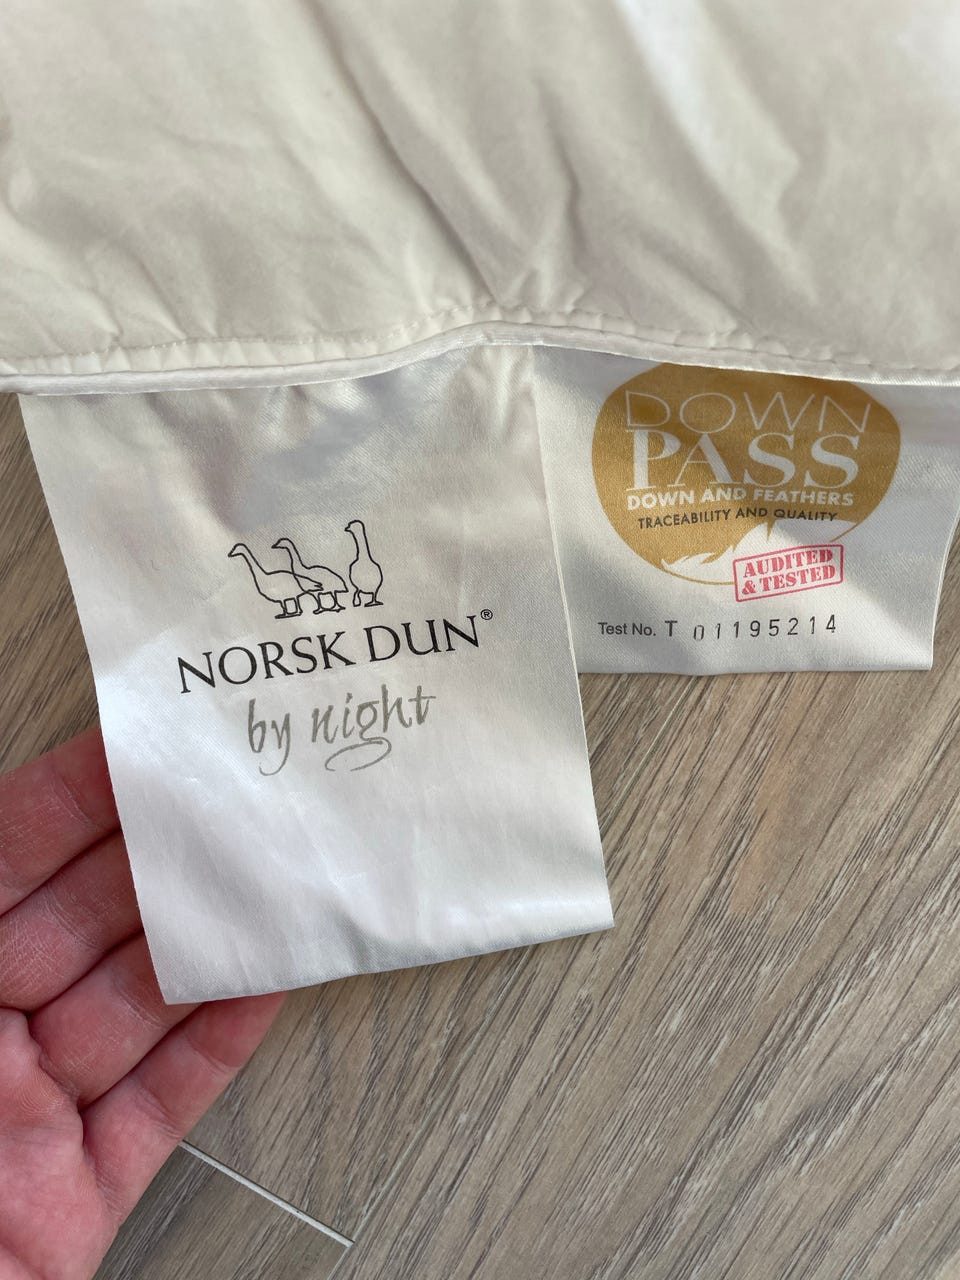 NORSK DUN®
by night
DOWN
PASS
DOWN AND FEATHERS
TRACEABILITY AND QUALITY
AUDITED
& TESTED
Test No. T 01195214